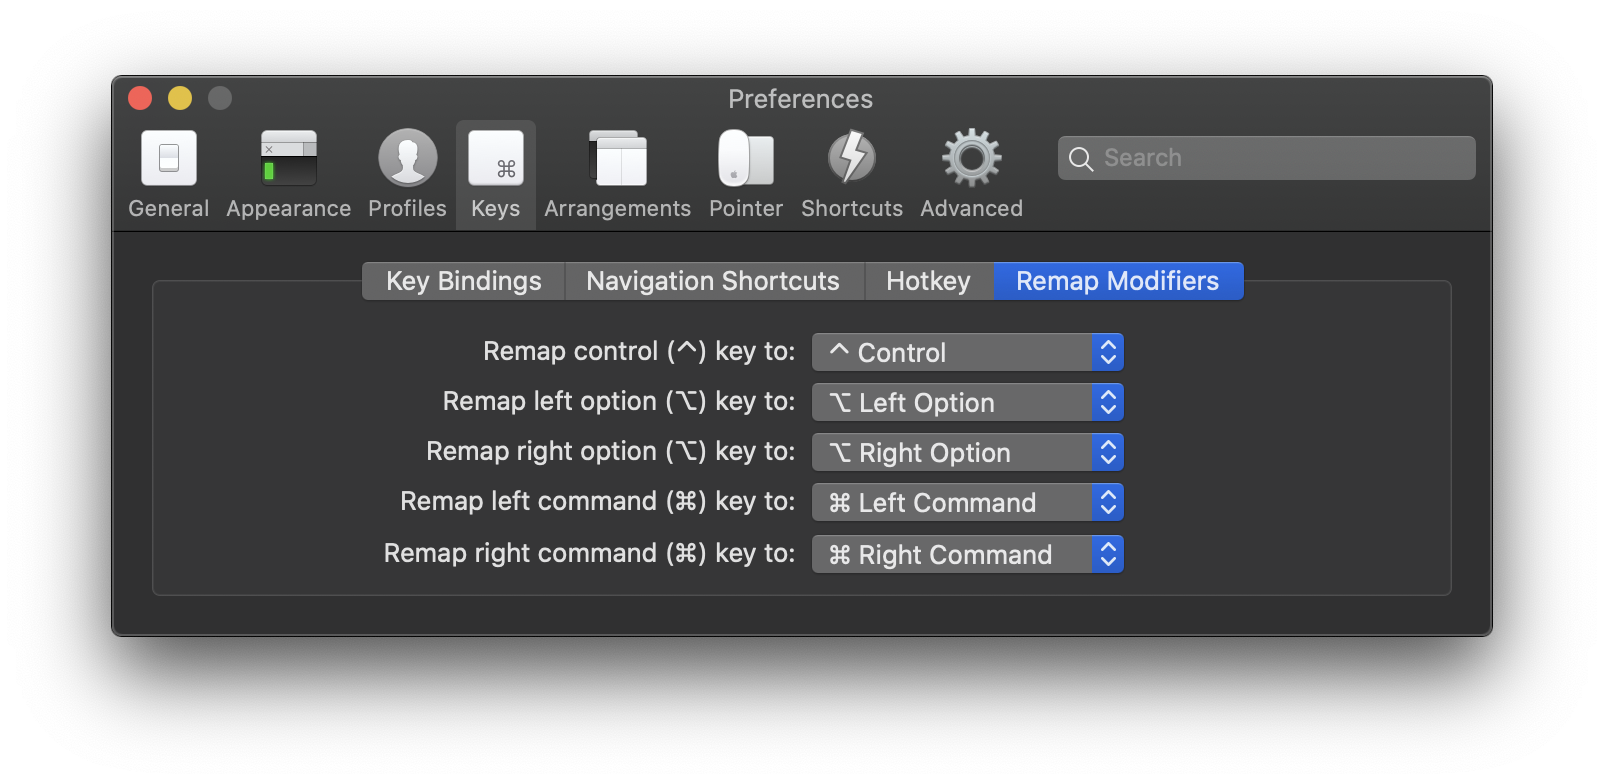 Preferences
General Appearance Profiles Keys Arrangements Pointer Shortcuts Advanced
Search
Key Bindings Navigation Shortcuts Hotkey Remap Modifiers
Remap control (^) key to: ^ Control
Remap left option (⌥) key to: ⌥ Left Option
Remap right option (⌥) key to: ⌥ Right Option
Remap left command (⌘) key to: ⌘ Left Command
Remap right command (⌘) key to: ⌘ Right Command